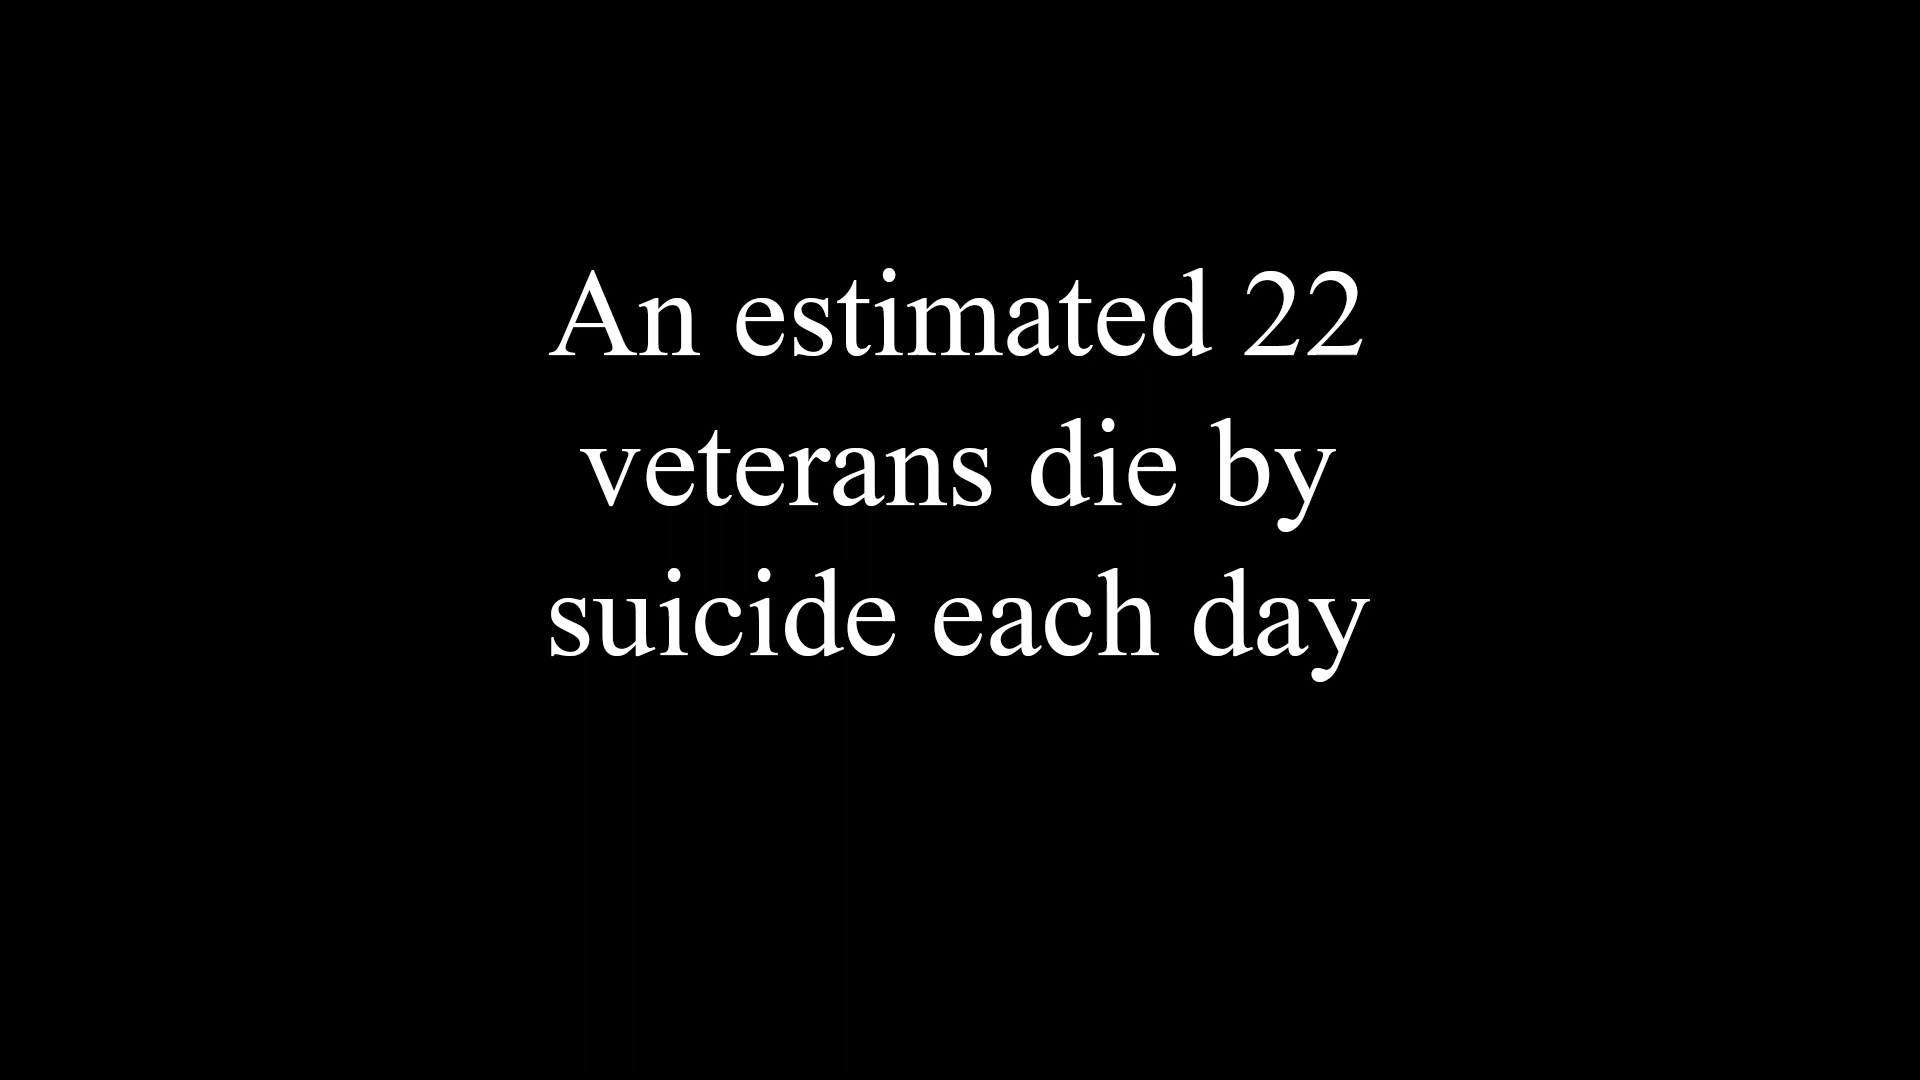 An estimated 22
veterans die by
suicide each day